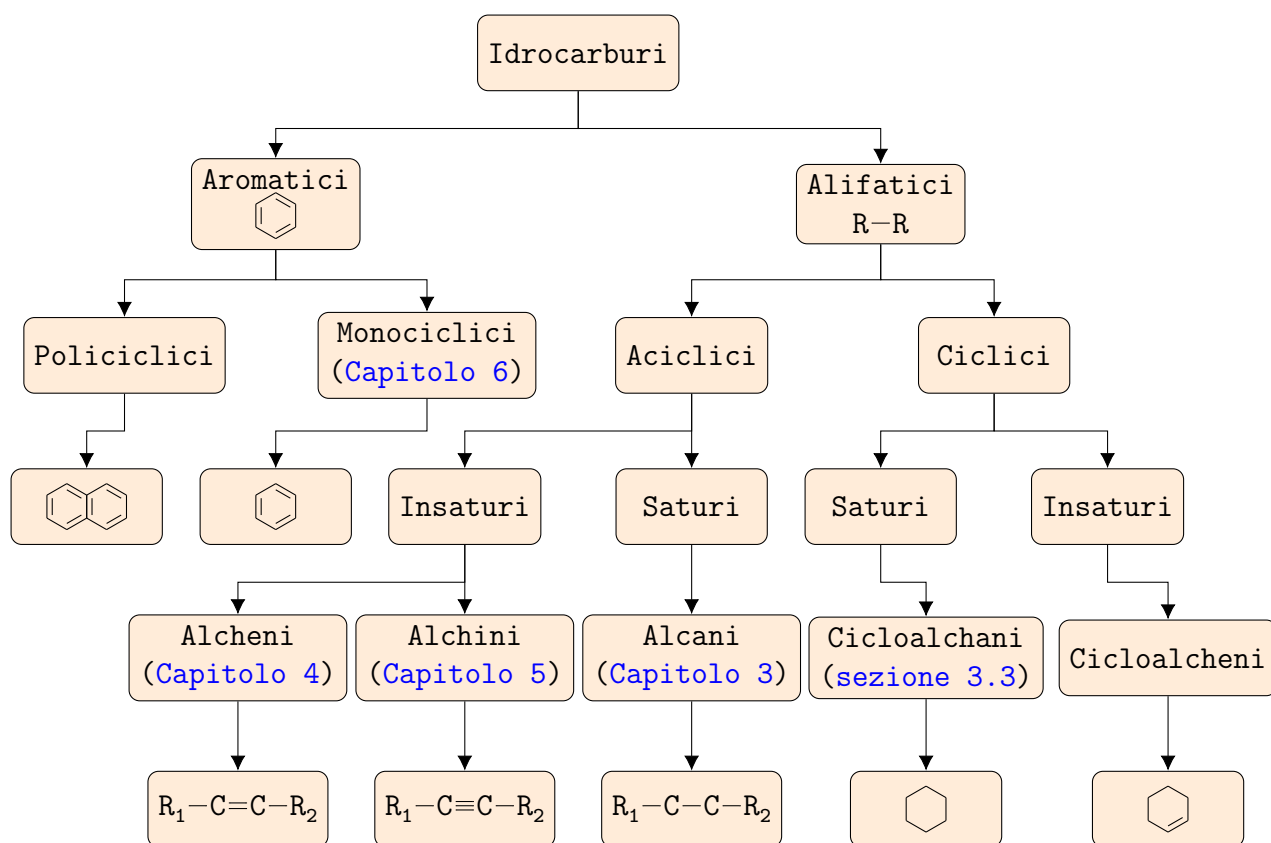 Idrocarburi
Aromatici
Alifatici
R−R
Policiclici
Monociclici
(Capitolo 6)
Aciclici
Ciclici
Insaturi
Saturi
Saturi
Insaturi
Alcheni
(Capitolo 4)
Alchini
(Capitolo 5)
Alcani
(Capitolo 3)
Cicloalchani
(sezione 3.3)
Cicloalcheni
R₁−C=C−R₂
R₁−C≡C−R₂
R₁−C−C−R₂